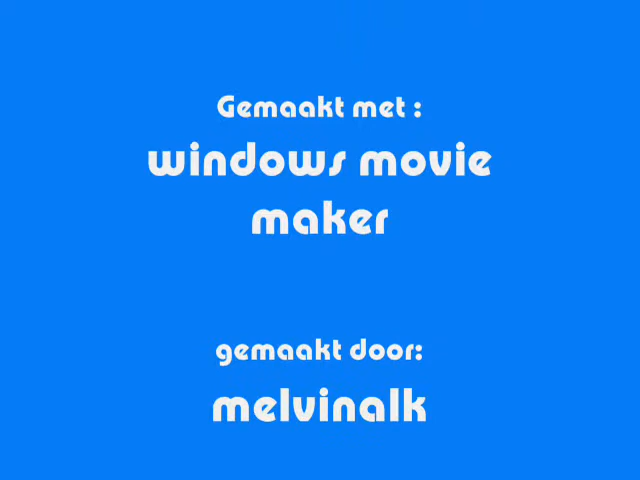 Gemaakt met :
windows movie
maker
gemaakt door:
melvinalk